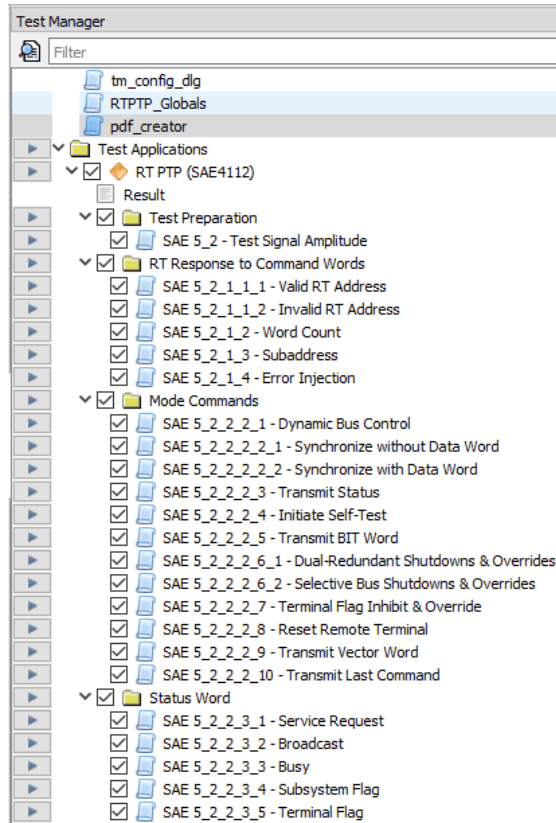 Test Manager
Filter
tm_config_dlg
RTPTP_Globals
pdf_creator
Test Applications
RT PTP (SAE4112)
Result
Test Preparation
SAE 5_2 - Test Signal Amplitude
RT Response to Command Words
SAE 5_2_1_1_1 - Valid RT Address
SAE 5_2_1_1_2 - Invalid RT Address
SAE 5_2_1_2 - Word Count
SAE 5_2_1_3 - Subaddress
SAE 5_2_1_4 - Error Injection
Mode Commands
SAE 5_2_2_2_1 - Dynamic Bus Control
SAE 5_2_2_2_2_1 - Synchronize without Data Word
SAE 5_2_2_2_2_2 - Synchronize with Data Word
SAE 5_2_2_2_3 - Transmit Status
SAE 5_2_2_2_4 - Initiate Self-Test
SAE 5_2_2_2_5 - Transmit BIT Word
SAE 5_2_2_2_6_1 - Dual-Redundant Shutdowns & Overrides
SAE 5_2_2_2_6_2 - Selective Bus Shutdowns & Overrides
SAE 5_2_2_2_7 - Terminal Flag Inhibit & Override
SAE 5_2_2_2_8 - Reset Remote Terminal
SAE 5_2_2_2_9 - Transmit Vector Word
SAE 5_2_2_2_10 - Transmit Last Command
Status Word
SAE 5_2_2_3_1 - Service Request
SAE 5_2_2_3_2 - Broadcast
SAE 5_2_2_3_3 - Busy
SAE 5_2_2_3_4 - Subsystem Flag
SAE 5_2_2_3_5 - Terminal Flag